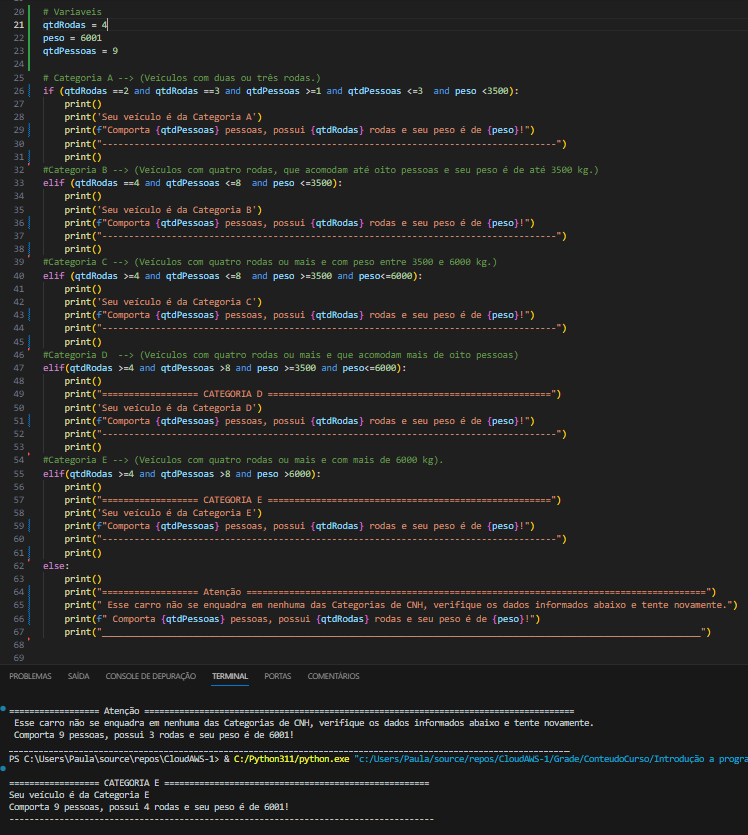 20 # Variaveis
21 qtdRodas = 4
22 peso = 6001
23 qtdPessoas = 9
24
25 # Categoria A --> (Veículos com duas ou três rodas.)
26 if (qtdRodas ==2 and qtdRodas ==3 and qtdPessoas >=1 and qtdPessoas <=3  and peso <3500):
27 print()
28 print('Seu veículo é da Categoria A')
29 print(f"Comporta {qtdPessoas} pessoas, possui {qtdRodas} rodas e seu peso é de {peso}!")
30 print("-------------------------------------------------------------------------------------")
31 print()
32 #Categoria B --> (Veículos com quatro rodas, que acomodam até oito pessoas e seu peso é de até 3500 kg.)
33 elif (qtdRodas ==4 and qtdPessoas <=8  and peso <=3500):
34 print()
35 print('Seu veículo é da Categoria B')
36 print(f"Comporta {qtdPessoas} pessoas, possui {qtdRodas} rodas e seu peso é de {peso}!")
37 print("-------------------------------------------------------------------------------------")
38 print()
39 #Categoria C --> (Veículos com quatro rodas ou mais e com peso entre 3500 e 6000 kg.)
40 elif (qtdRodas >=4 and qtdPessoas <=8  and peso >=3500 and peso<=6000):
41 print()
42 print('Seu veículo é da Categoria C')
43 print(f"Comporta {qtdPessoas} pessoas, possui {qtdRodas} rodas e seu peso é de {peso}!")
44 print("-------------------------------------------------------------------------------------")
45 print()
46 #Categoria D  --> (Veículos com quatro rodas ou mais e que acomodam mais de oito pessoas)
47 elif(qtdRodas >=4 and qtdPessoas >8 and peso >=3500 and peso<=6000):
48 print()
49 print("================== CATEGORIA D =====================================================")
50 print('Seu veículo é da Categoria D')
51 print(f"Comporta {qtdPessoas} pessoas, possui {qtdRodas} rodas e seu peso é de {peso}!")
52 print("-------------------------------------------------------------------------------------")
53 print()
54 #Categoria E --> (Veículos com quatro rodas ou mais e com mais de 6000 kg).
55 elif(qtdRodas >=4 and qtdPessoas >8 and peso >6000):
56 print()
57 print("================== CATEGORIA E =====================================================")
58 print('Seu veículo é da Categoria E')
59 print(f"Comporta {qtdPessoas} pessoas, possui {qtdRodas} rodas e seu peso é de {peso}!")
60 print("-------------------------------------------------------------------------------------")
61 print()
62 else:
63 print()
64 print("================== Atenção ======================================================================================")
65 print(" Esse carro não se enquadra em nenhuma das Categorias de CNH, verifique os dados informados abaixo e tente novamente.")
66 print(f" Comporta {qtdPessoas} pessoas, possui {qtdRodas} rodas e seu peso é de {peso}!")
67 print("________________________________________________________________________________________________________________")
68
69
PROBLEMAS SAÍDA CONSOLE DE DEPURAÇÃO TERMINAL PORTAS COMENTÁRIOS
================== Atenção ======================================================================================
Esse carro não se enquadra em nenhuma das Categorias de CNH, verifique os dados informados abaixo e tente novamente.
Comporta 9 pessoas, possui 3 rodas e seu peso é de 6001!
________________________________________________________________________________________________________________
PS C:\Users\Paula\source\repos\CloudAWS-1> & C:/Python311/python.exe "c:/Users/Paula/source/repos/CloudAWS-1/Grade/ConteudoCurso/Introdução a progra
================== CATEGORIA E =====================================================
Seu veículo é da Categoria E
Comporta 9 pessoas, possui 4 rodas e seu peso é de 6001!
-------------------------------------------------------------------------------------